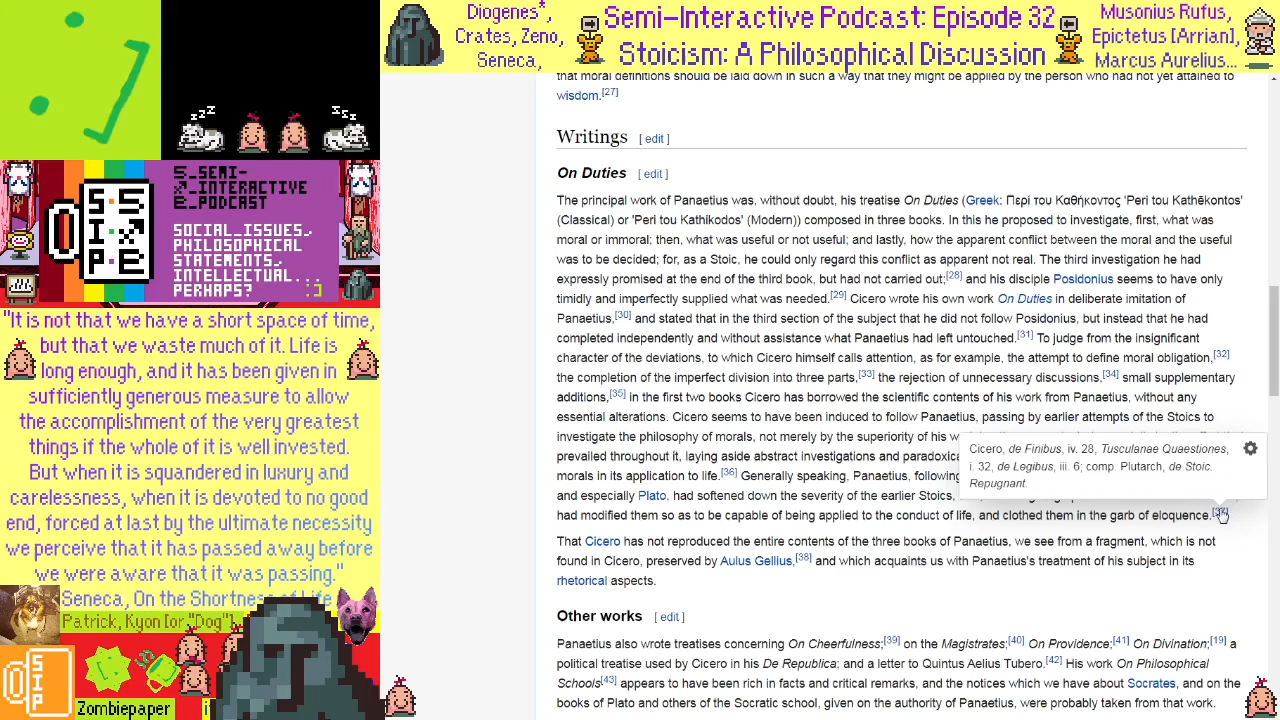 Diogenes*,
Crates, Zeno,
Seneca,
Semi-Interactive Podcast: Episode 32
Stoicism: A Philosophical Discussion
Musonius Rufus,
Epictetus [Arrian],
Marcus Aurelius...
:]
zzz
zzz
S_SEMI-
_INTERACTIVE
_PODCAST
SOCIAL_ISSUES,
PHILOSOPHICAL
STATEMENTS,
INTELLECTUAL...
PERHAPS? :)
"It is not that we have a short space of time,
but that we waste much of it. Life is
long enough, and it has been given in
sufficiently generous measure to allow
the accomplishment of the very greatest
things if the whole of it is well invested.
But when it is squandered in luxury and
carelessness, when it is devoted to no good
end, forced at last by the ultimate necessity
we perceive that it has passed away before
we were aware that it was passing."
Seneca, On the Shortness of Life
Patrick, Kyon [or "Dog"]
SIP
Zombiepaper
that moral definitions should be laid down in such a way that they might be applied by the person who had not yet attained to
wisdom.[27]
Writings [ edit ]
On Duties [ edit ]
The principal work of Panaetius was, without doubt, his treatise On Duties (Greek: Περί του Καθήκοντος 'Peri tou Kathēkontos'
(Classical) or 'Peri tou Kathikodos' (Modern)) composed in three books. In this he proposed to investigate, first, what was
moral or immoral; then, what was useful or not useful; and lastly, how the apparent conflict between the moral and the useful
was to be decided; for, as a Stoic, he could only regard this conflict as apparent not real. The third investigation he had
expressly promised at the end of the third book, but had not carried out;[28] and his disciple Posidonius seems to have only
timidly and imperfectly supplied what was needed.[29] Cicero wrote his own work On Duties in deliberate imitation of
Panaetius,[30] and stated that in the third section of the subject that he did not follow Posidonius, but instead that he had
completed independently and without assistance what Panaetius had left untouched.[31] To judge from the insignificant
character of the deviations, to which Cicero himself calls attention, as for example, the attempt to define moral obligation,[32]
the completion of the imperfect division into three parts,[33] the rejection of unnecessary discussions,[34] small supplementary
additions,[35] in the first two books Cicero has borrowed the scientific contents of his work from Panaetius, without any
essential alterations. Cicero seems to have been induced to follow Panaetius, passing by earlier attempts of the Stoics to
investigate the philosophy of morals, not merely by the superiority of his
prevailed throughout it, laying aside abstract investigations and
morals in its application to life.[36] Generally speaking, Panaetius, following
and especially Plato, had softened down the severity of the earlier Stoics,
had modified them so as to be capable of being applied to the conduct of life, and clothed them in the garb of eloquence.[37]
Cicero, de Finibus, iv. 28, Tusculanae Quaestiones,
i. 32, de Legibus, iii. 6; comp. Plutarch, de Stoic.
Repugnant.
That Cicero has not reproduced the entire contents of the three books of Panaetius, we see from a fragment, which is not
found in Cicero, preserved by Aulus Gellius,[38] and which acquaints us with Panaetius's treatment of his subject in its
rhetorical aspects.
Other works [ edit ]
Panaetius also wrote treatises concerning On Cheerfulness;[39] on the Magistrates;[40] On Providence;[41] On Divination;[19] a
political treatise used by Cicero in his De Republica; and a letter to Quintus Aelius Tubero.[42] His work On Philosophical
Schools[43] appears to have been rich in facts and critical remarks, and the notices which we have about Socrates, and on the
books of Plato and others of the Socratic school, given on the authority of Panaetius, were probably taken from that work.